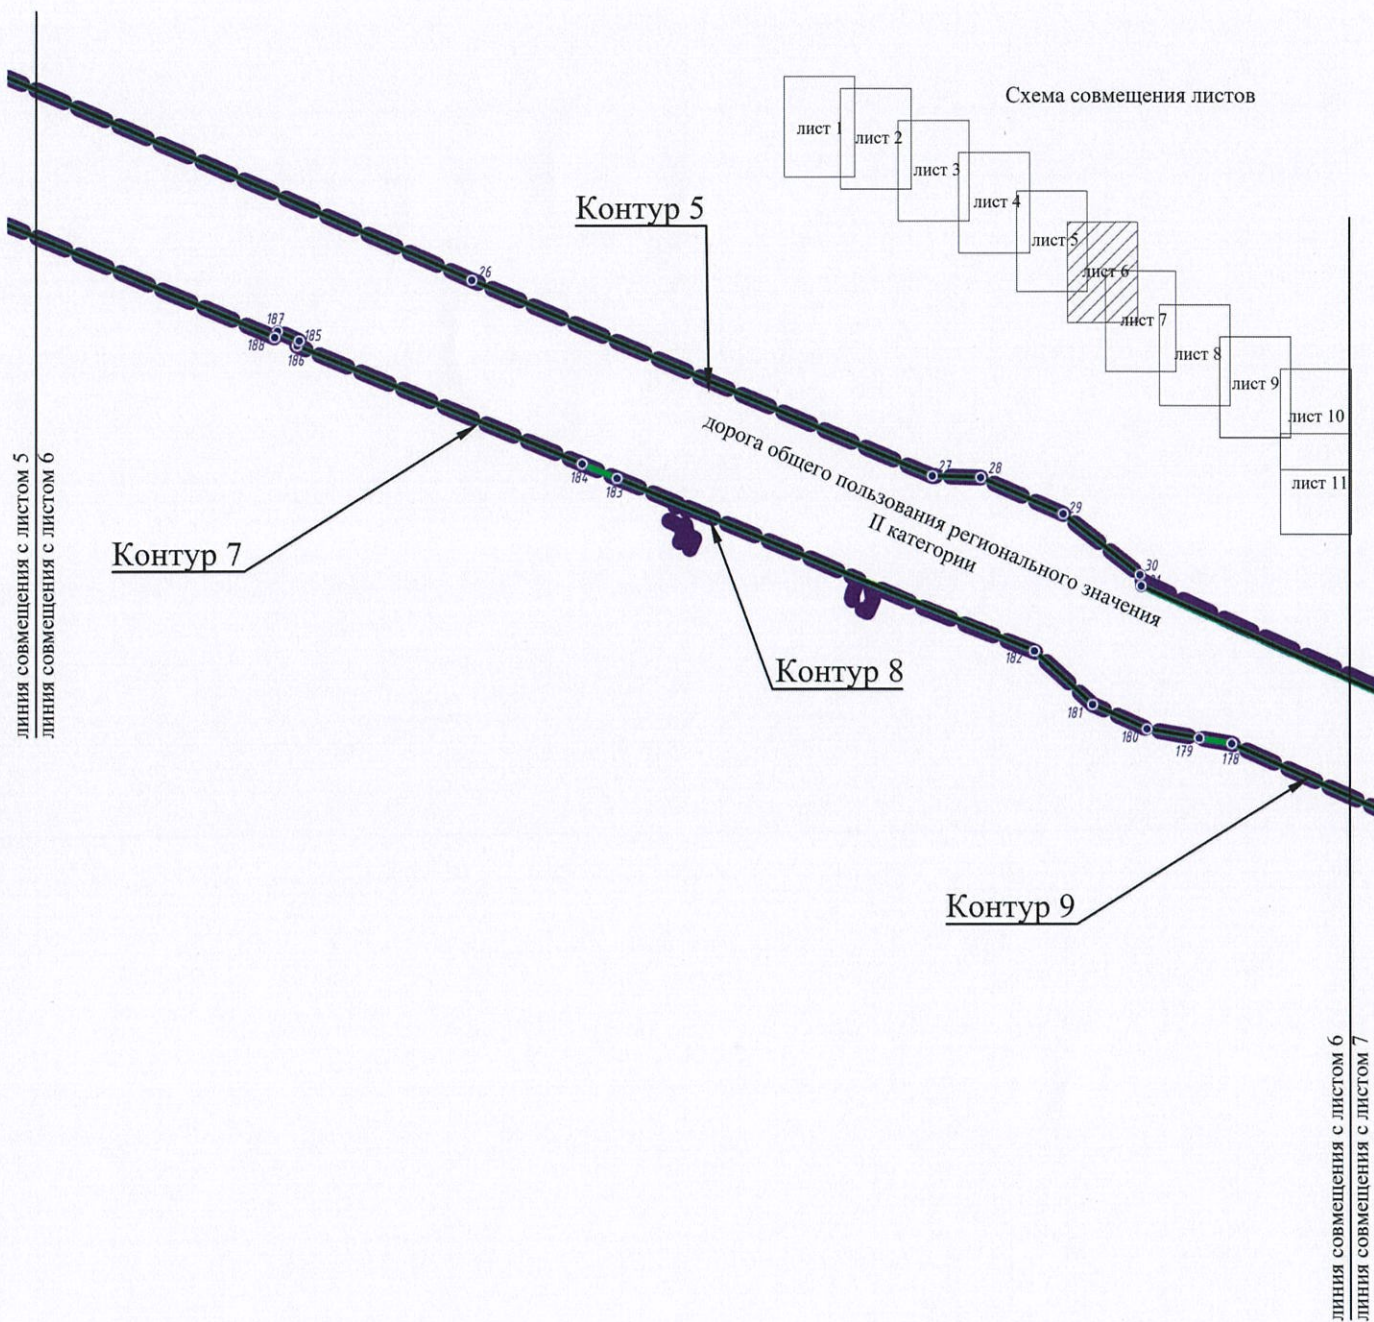 Схема совмещения листов
лист 1
лист 2
лист 3
лист 4
лист 5
лист 6
лист 7
лист 8
лист 9
лист 10
лист 11
Контур 5
26
187
185
188
186
27
28
29
30
184
183
дорога общего пользования регионального значения
II категории
Контур 7
Контур 8
182
181
180
179
178
Контур 9
линия совмещения с листом 5
линия совмещения с листом 6
линия совмещения с листом 6
линия совмещения с листом 7